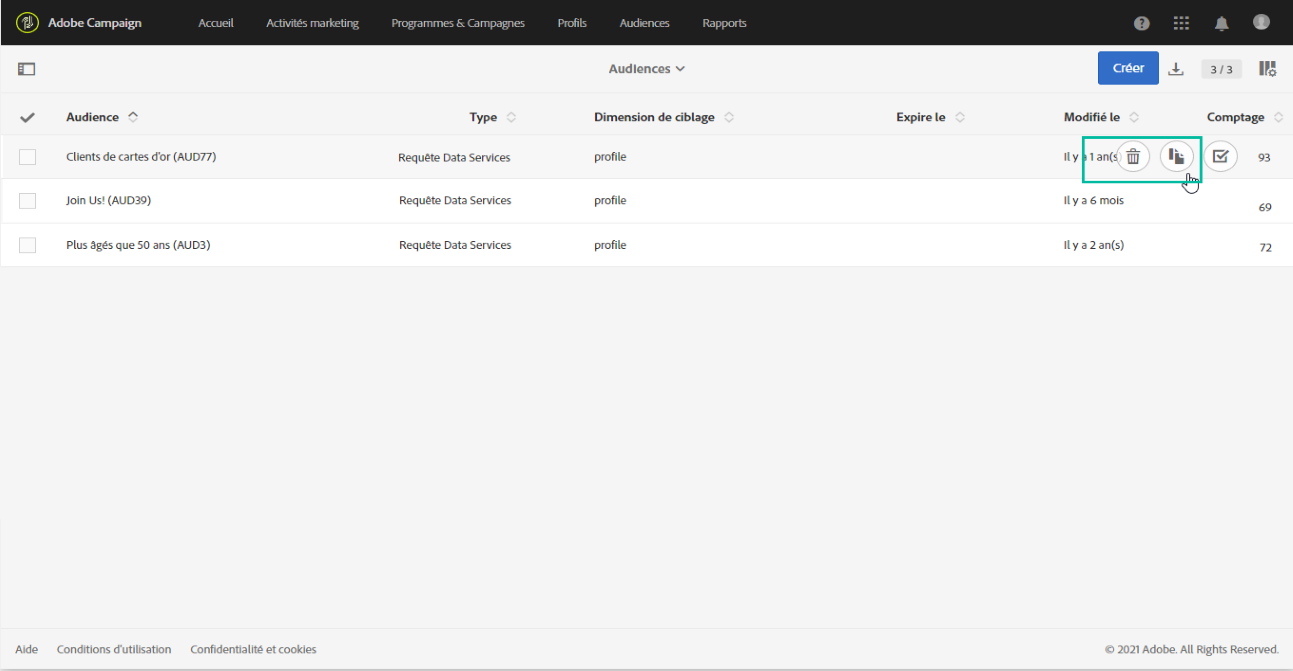 Adobe Campaign Accueil Activités marketing Programmes & Campagnes Profils Audiences Rapports
Audiences Créer 3 / 3
Audience Type Dimension de ciblage Expire le Modifié le Comptage
Clients de cartes d'or (AUD77) Requête Data Services profile Il y a 1 an(s) 93
Join Us! (AUD39) Requête Data Services profile Il y a 6 mois 69
Plus âgés que 50 ans (AUD3) Requête Data Services profile Il y a 2 an(s) 72
Aide Conditions d'utilisation Confidentialité et cookies © 2021 Adobe. All Rights Reserved.